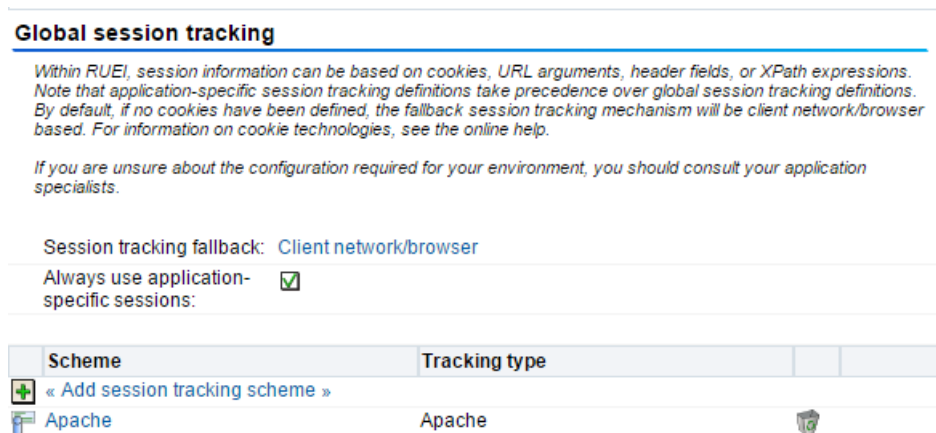 Global session tracking
Within RUEI, session information can be based on cookies, URL arguments, header fields, or XPath expressions.
Note that application-specific session tracking definitions take precedence over global session tracking definitions.
By default, if no cookies have been defined, the fallback session tracking mechanism will be client network/browser
based. For information on cookie technologies, see the online help.
If you are unsure about the configuration required for your environment, you should consult your application
specialists.
Session tracking fallback: Client network/browser
Always use application-
specific sessions:
Scheme Tracking type
« Add session tracking scheme »
Apache Apache